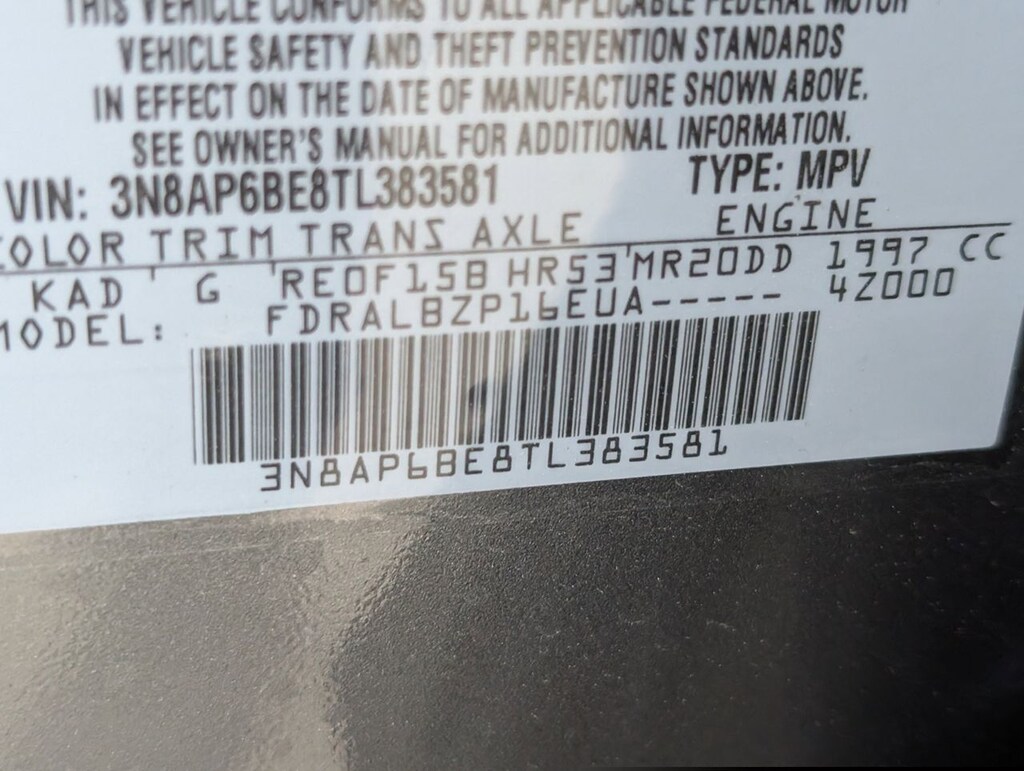 THIS VEHICLE CONFORMS TO ALL APPLICABLE FEDERAL MOTOR
VEHICLE SAFETY AND THEFT PREVENTION STANDARDS
IN EFFECT ON THE DATE OF MANUFACTURE SHOWN ABOVE.
SEE OWNER'S MANUAL FOR ADDITIONAL INFORMATION.
VIN: 3N8AP6BE8TL383581 TYPE: MPV
COLOR TRIM TRANS AXLE ENGINE
KAD G RE0F15B HR53 MR20DD 1997 CC
MODEL: FDRALBZP16EUA----- 4Z000
3N8AP6BE8TL383581